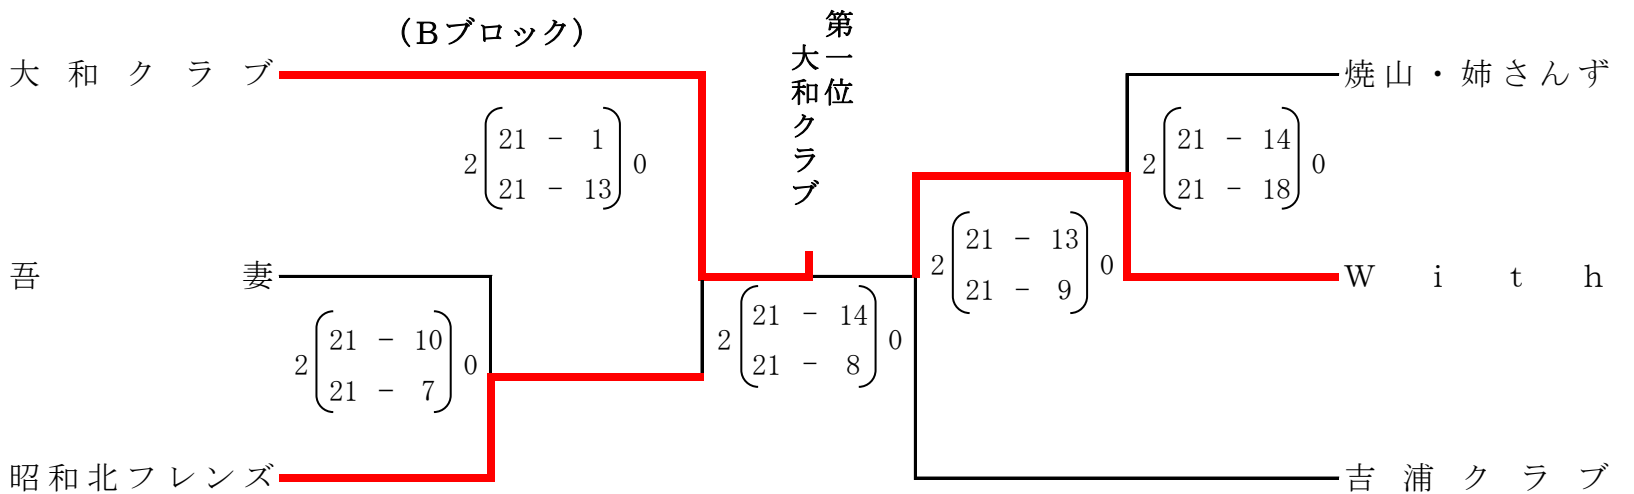 （Bブロック）
第一位
大和クラブ
大和クラブ
2 21 － 1 0
21 － 13
吾妻
2 21 － 10 0
21 － 7
昭和北フレンズ
2 21 － 14 0
21 － 8
焼山・姉さんず
2 21 － 14 0
21 － 18
2 21 － 13 0
21 － 9
With
吉浦クラブ